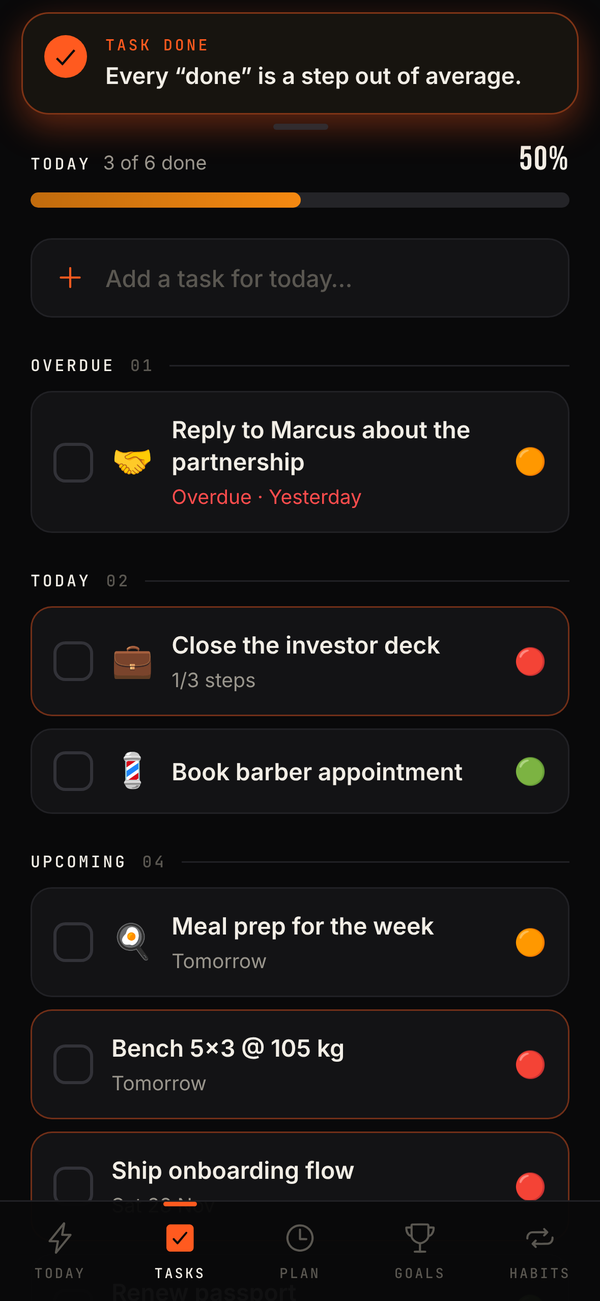 TASK DONE
Every “done” is a step out of average.
TODAY 3 of 6 done 50%
Add a task for today...
OVERDUE 01
Reply to Marcus about the
partnership
Overdue · Yesterday
TODAY 02
Close the investor deck
1/3 steps
Book barber appointment
UPCOMING 04
Meal prep for the week
Tomorrow
Bench 5×3 @ 105 kg
Tomorrow
Ship onboarding flow
Renew passport
TODAY TASKS PLAN GOALS HABITS